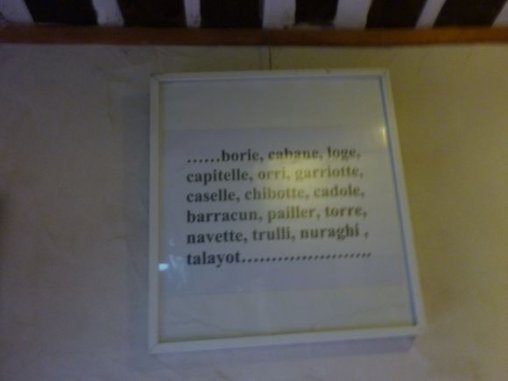 ......borie, cabane, loge,
capitelle, orri, garriotte,
caselle, chibotte, cadole,
barracun, pailler, torre,
navette, trulli, nuraghi ,
talayot......................